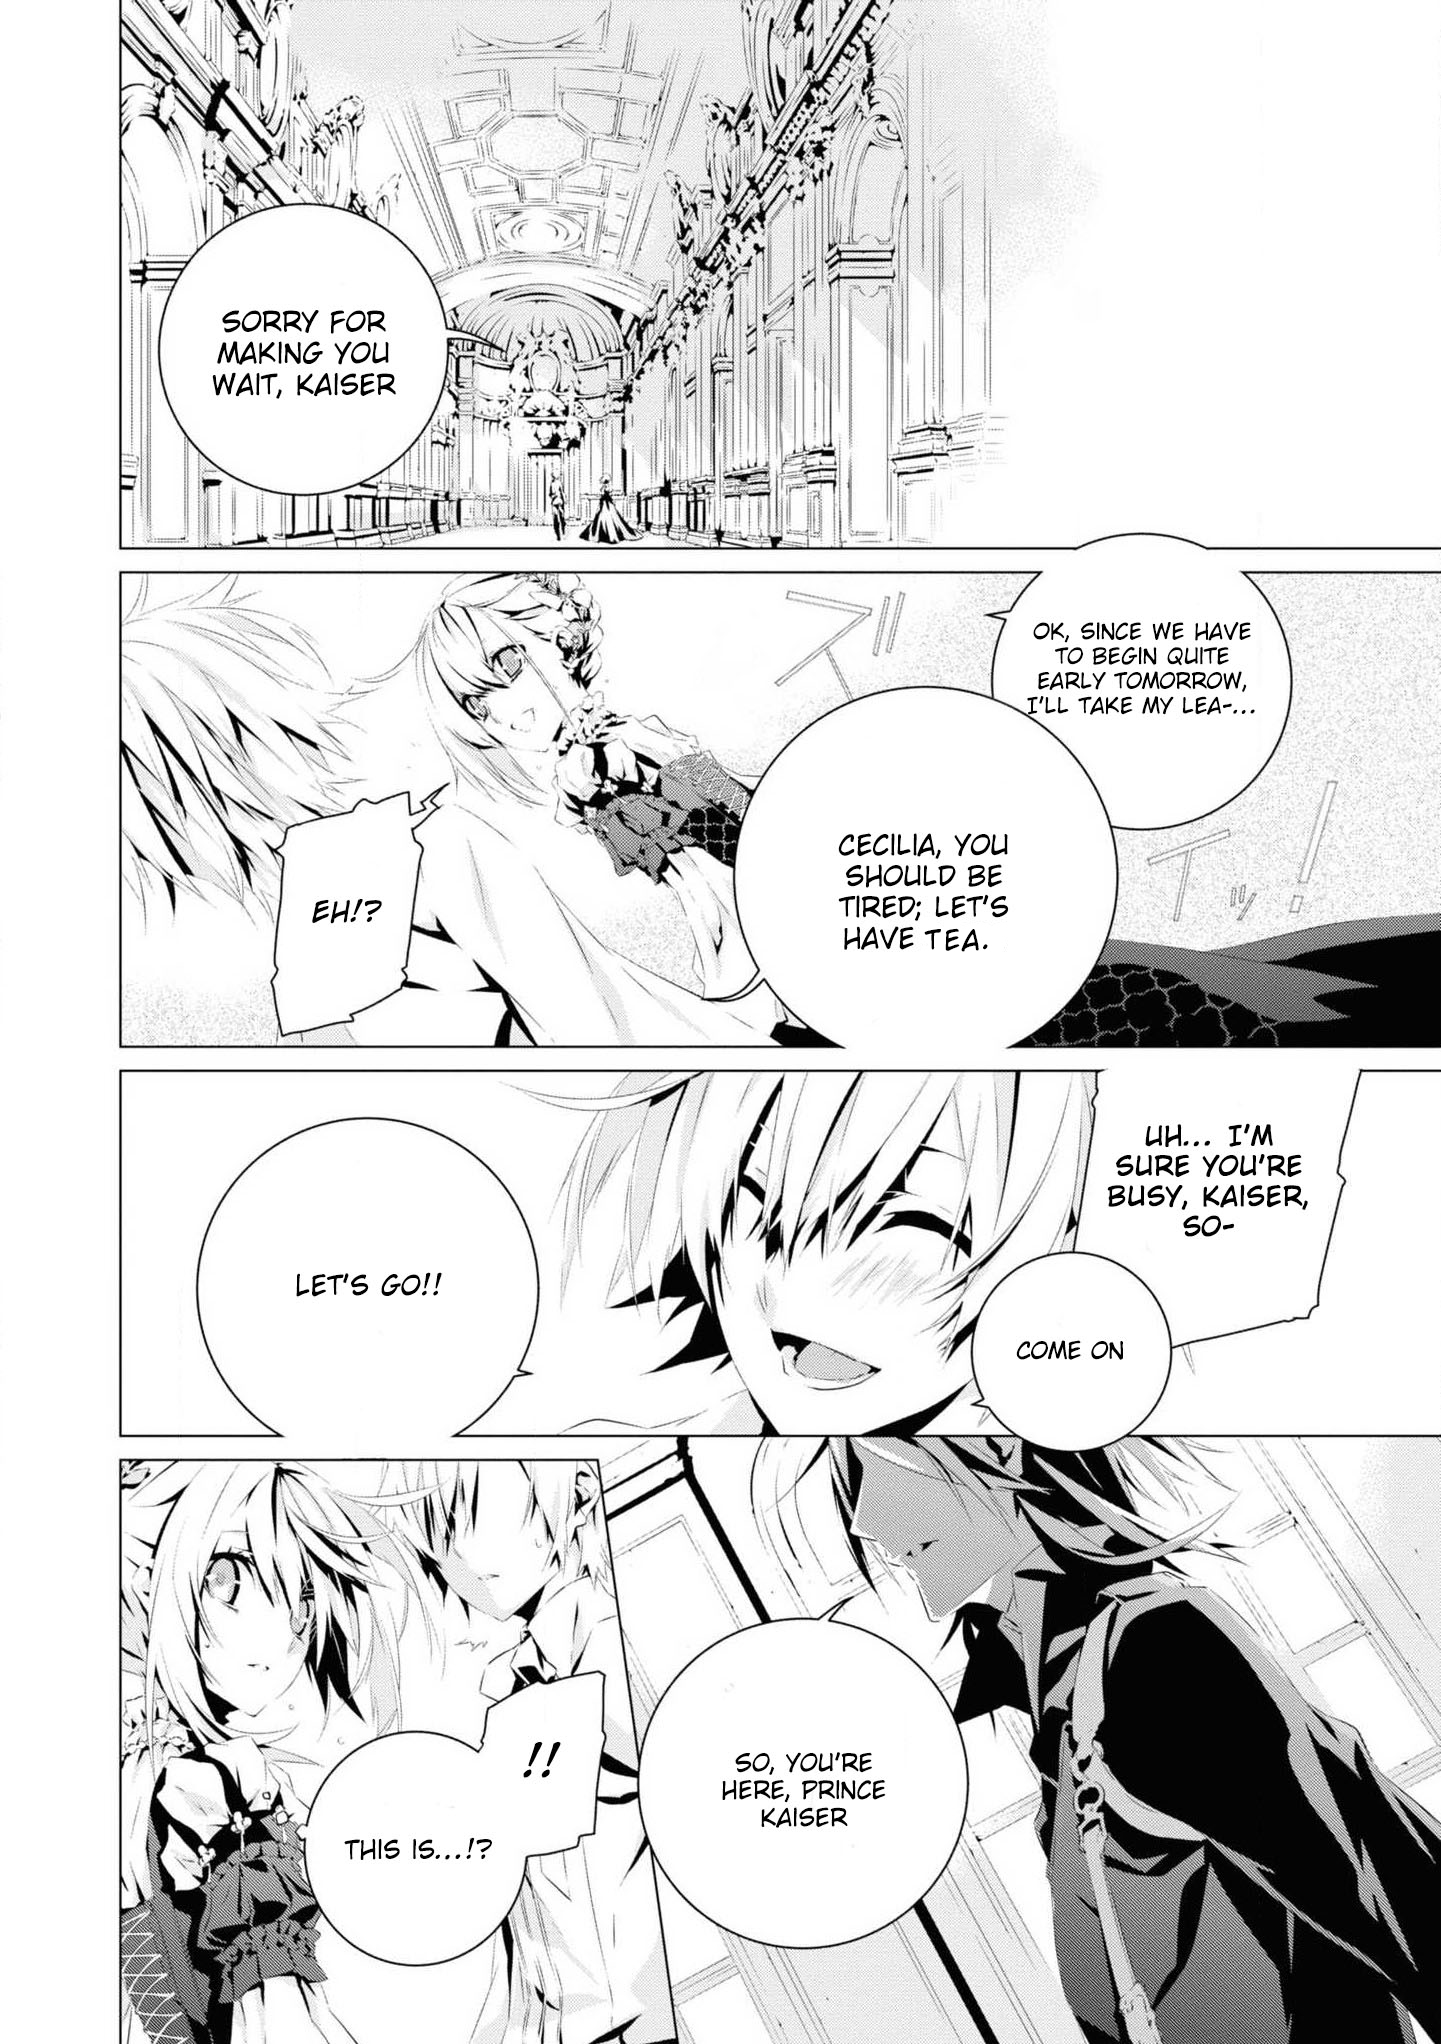 SORRY FOR
MAKING YOU
WAIT, KAISER
OK, SINCE WE HAVE
TO BEGIN QUITE
EARLY TOMORROW,
I'LL TAKE MY LEA-...
CECILIA, YOU
SHOULD BE
TIRED; LET'S
HAVE TEA.
EH!?
UH... I'M
SURE YOU'RE
BUSY, KAISER,
SO-
COME ON
LET'S GO!!
SO, YOU'RE
HERE, PRINCE
KAISER
!!
THIS IS...!?